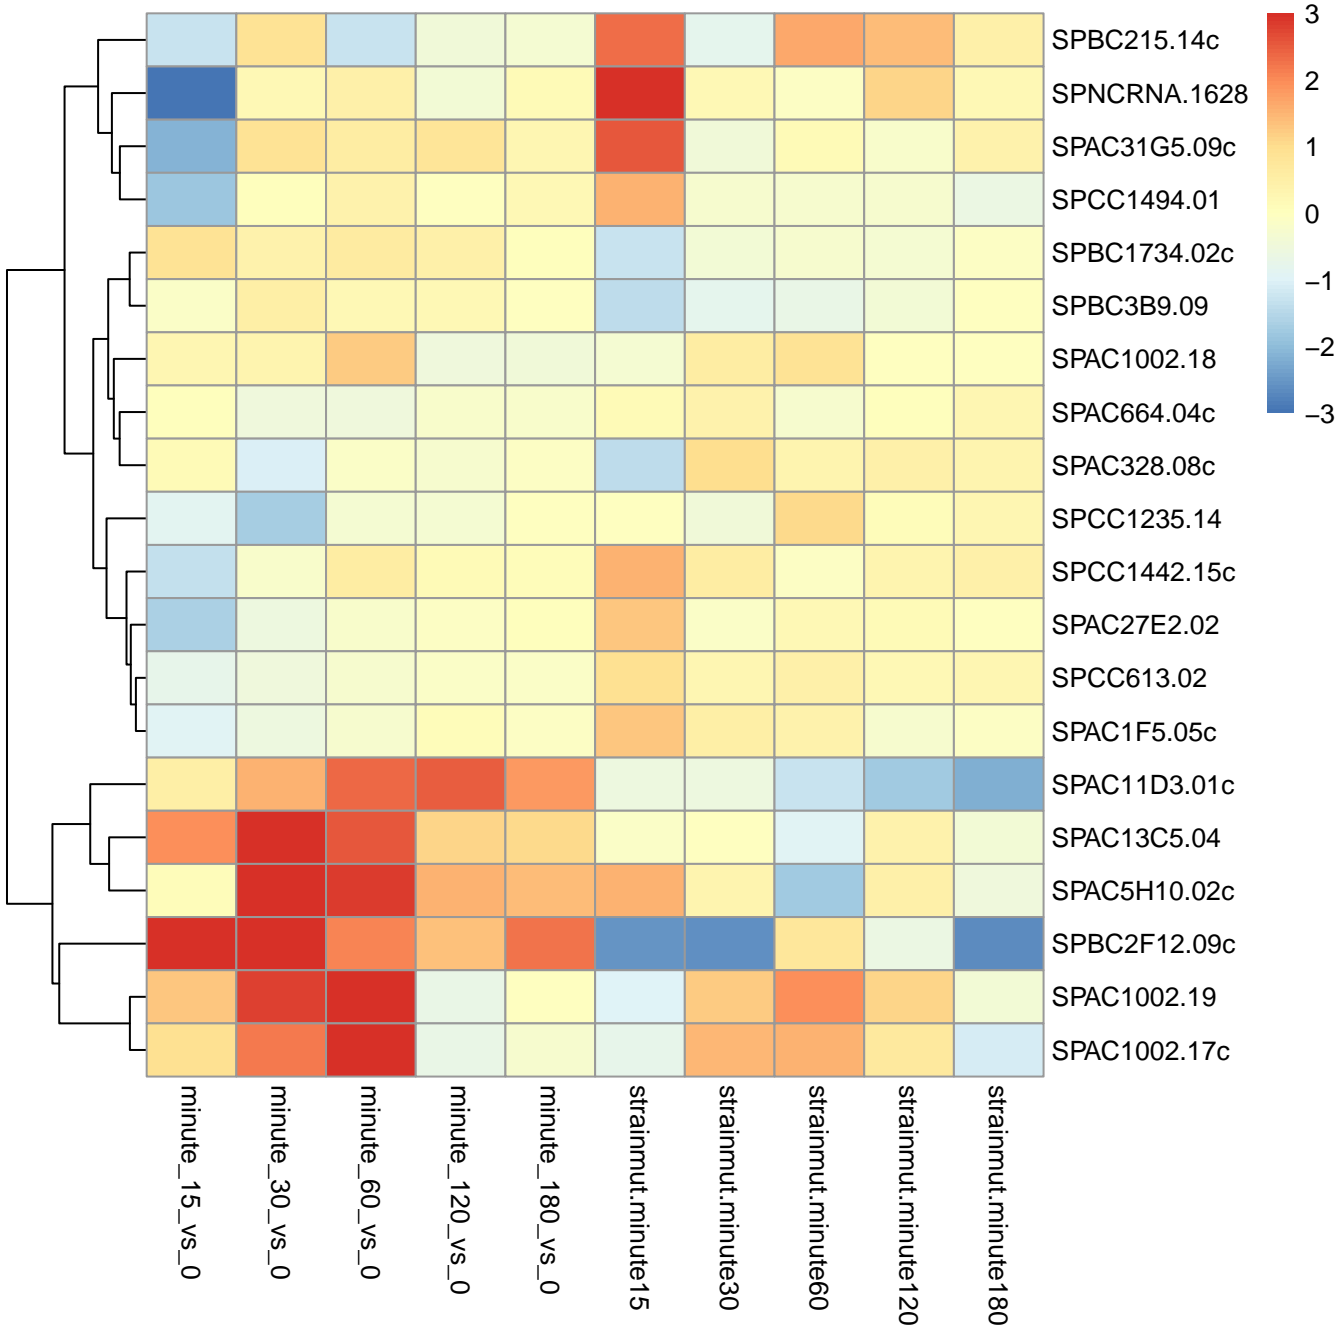 SPBC215.14c
SPNCRNA.1628
SPAC31G5.09c
SPCC1494.01
SPBC1734.02c
SPBC3B9.09
SPAC1002.18
SPAC664.04c
SPAC328.08c
SPCC1235.14
SPCC1442.15c
SPAC27E2.02
SPCC613.02
SPAC1F5.05c
SPAC11D3.01c
SPAC13C5.04
SPAC5H10.02c
SPBC2F12.09c
SPAC1002.19
SPAC1002.17c
minute_15_vs_0
minute_30_vs_0
minute_60_vs_0
minute_120_vs_0
minute_180_vs_0
strainmut.minute15
strainmut.minute30
strainmut.minute60
strainmut.minute120
strainmut.minute180
3
2
1
0
−1
−2
−3